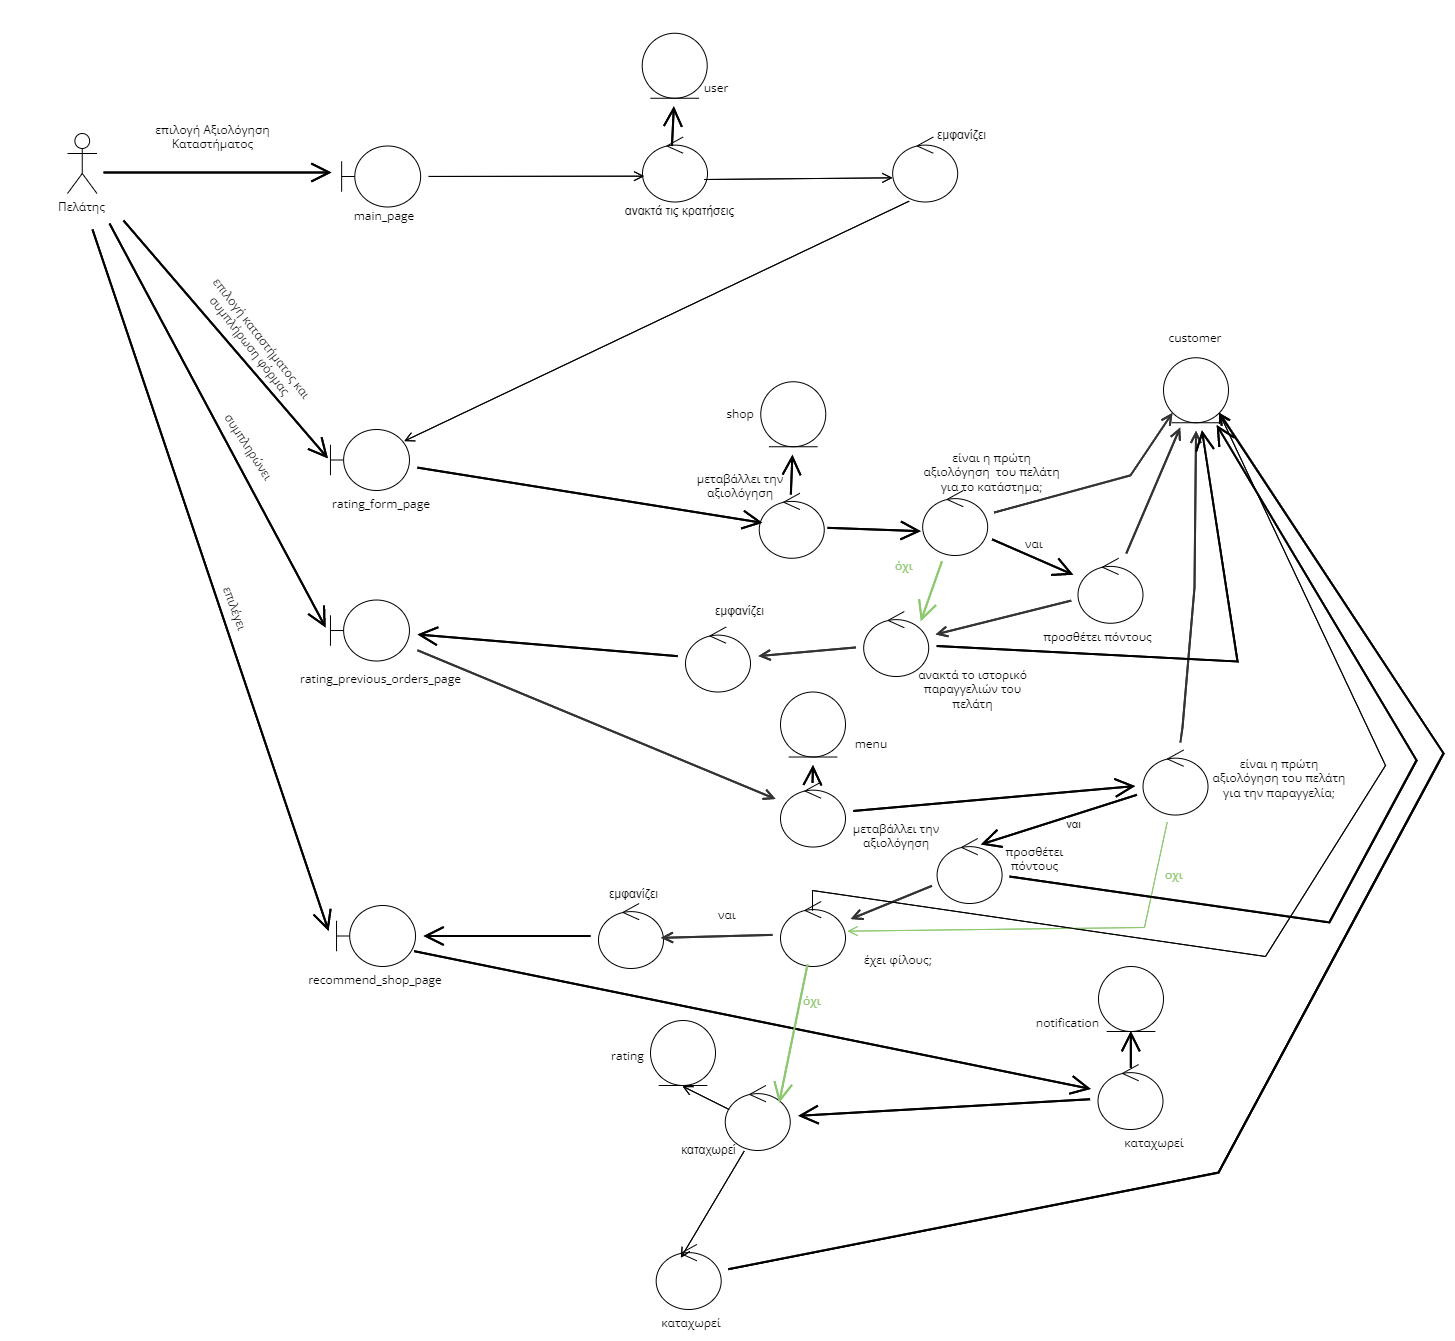 user
επιλογή Αξιολόγηση
Καταστήματος
εμφανίζει
Πελάτης
main_page
ανακτά τις κρατήσεις
επιλογή καταστήματος και
συμπλήρωση φόρμας
customer
shop
συμπληρώνει
είναι η πρώτη
αξιολόγηση του πελάτη
για το κατάστημα;
μεταβάλλει την
αξιολόγηση
rating_form_page
ναι
όχι
επιλέγει
εμφανίζει
προσθέτει πόντους
rating_previous_orders_page
ανακτά το ιστορικό
παραγγελιών του
πελάτη
menu
είναι η πρώτη
αξιολόγηση του πελάτη
για την παραγγελία;
μεταβάλλει την
αξιολόγηση
ναι
προσθέτει
πόντους
οχι
εμφανίζει
ναι
έχει φίλους;
recommend_shop_page
όχι
notification
rating
καταχωρεί
καταχωρεί
καταχωρεί